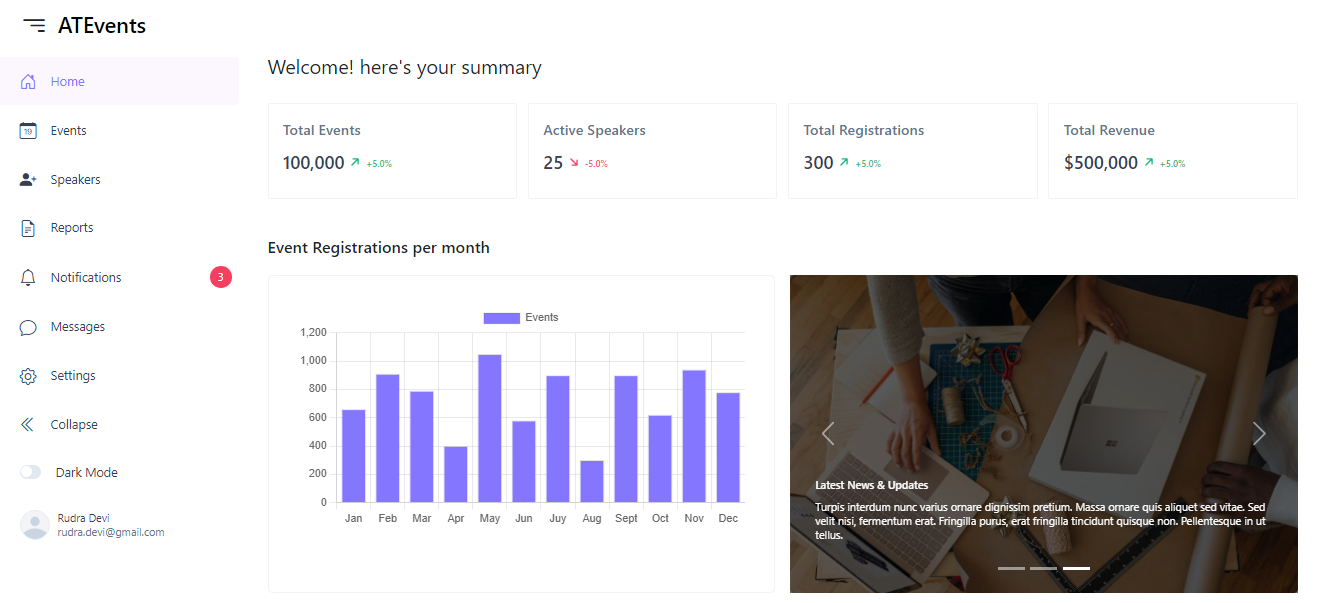 ATEvents
Home
19
Events
Speakers
Reports
Notifications
3
Messages
Settings
Collapse
Dark Mode
Rudra Devi
rudra.devi@gmail.com
Welcome! here's your summary
Total Events
100,000 +5.0%
Active Speakers
25 -5.0%
Total Registrations
300 +5.0%
Total Revenue
$500,000 +5.0%
Event Registrations per month
Events
1,200
1,000
800
600
400
200
0
Jan Feb Mar Apr May Jun Juy Aug Sept Oct Nov Dec
Latest News & Updates
Turpis interdum nunc varius ornare dignissim pretium. Massa ornare quis aliquet sed vitae. Sed
velit nisi, fermentum erat. Fringilla purus, erat fringilla tincidunt quisque non. Pellentesque in ut
tellus.